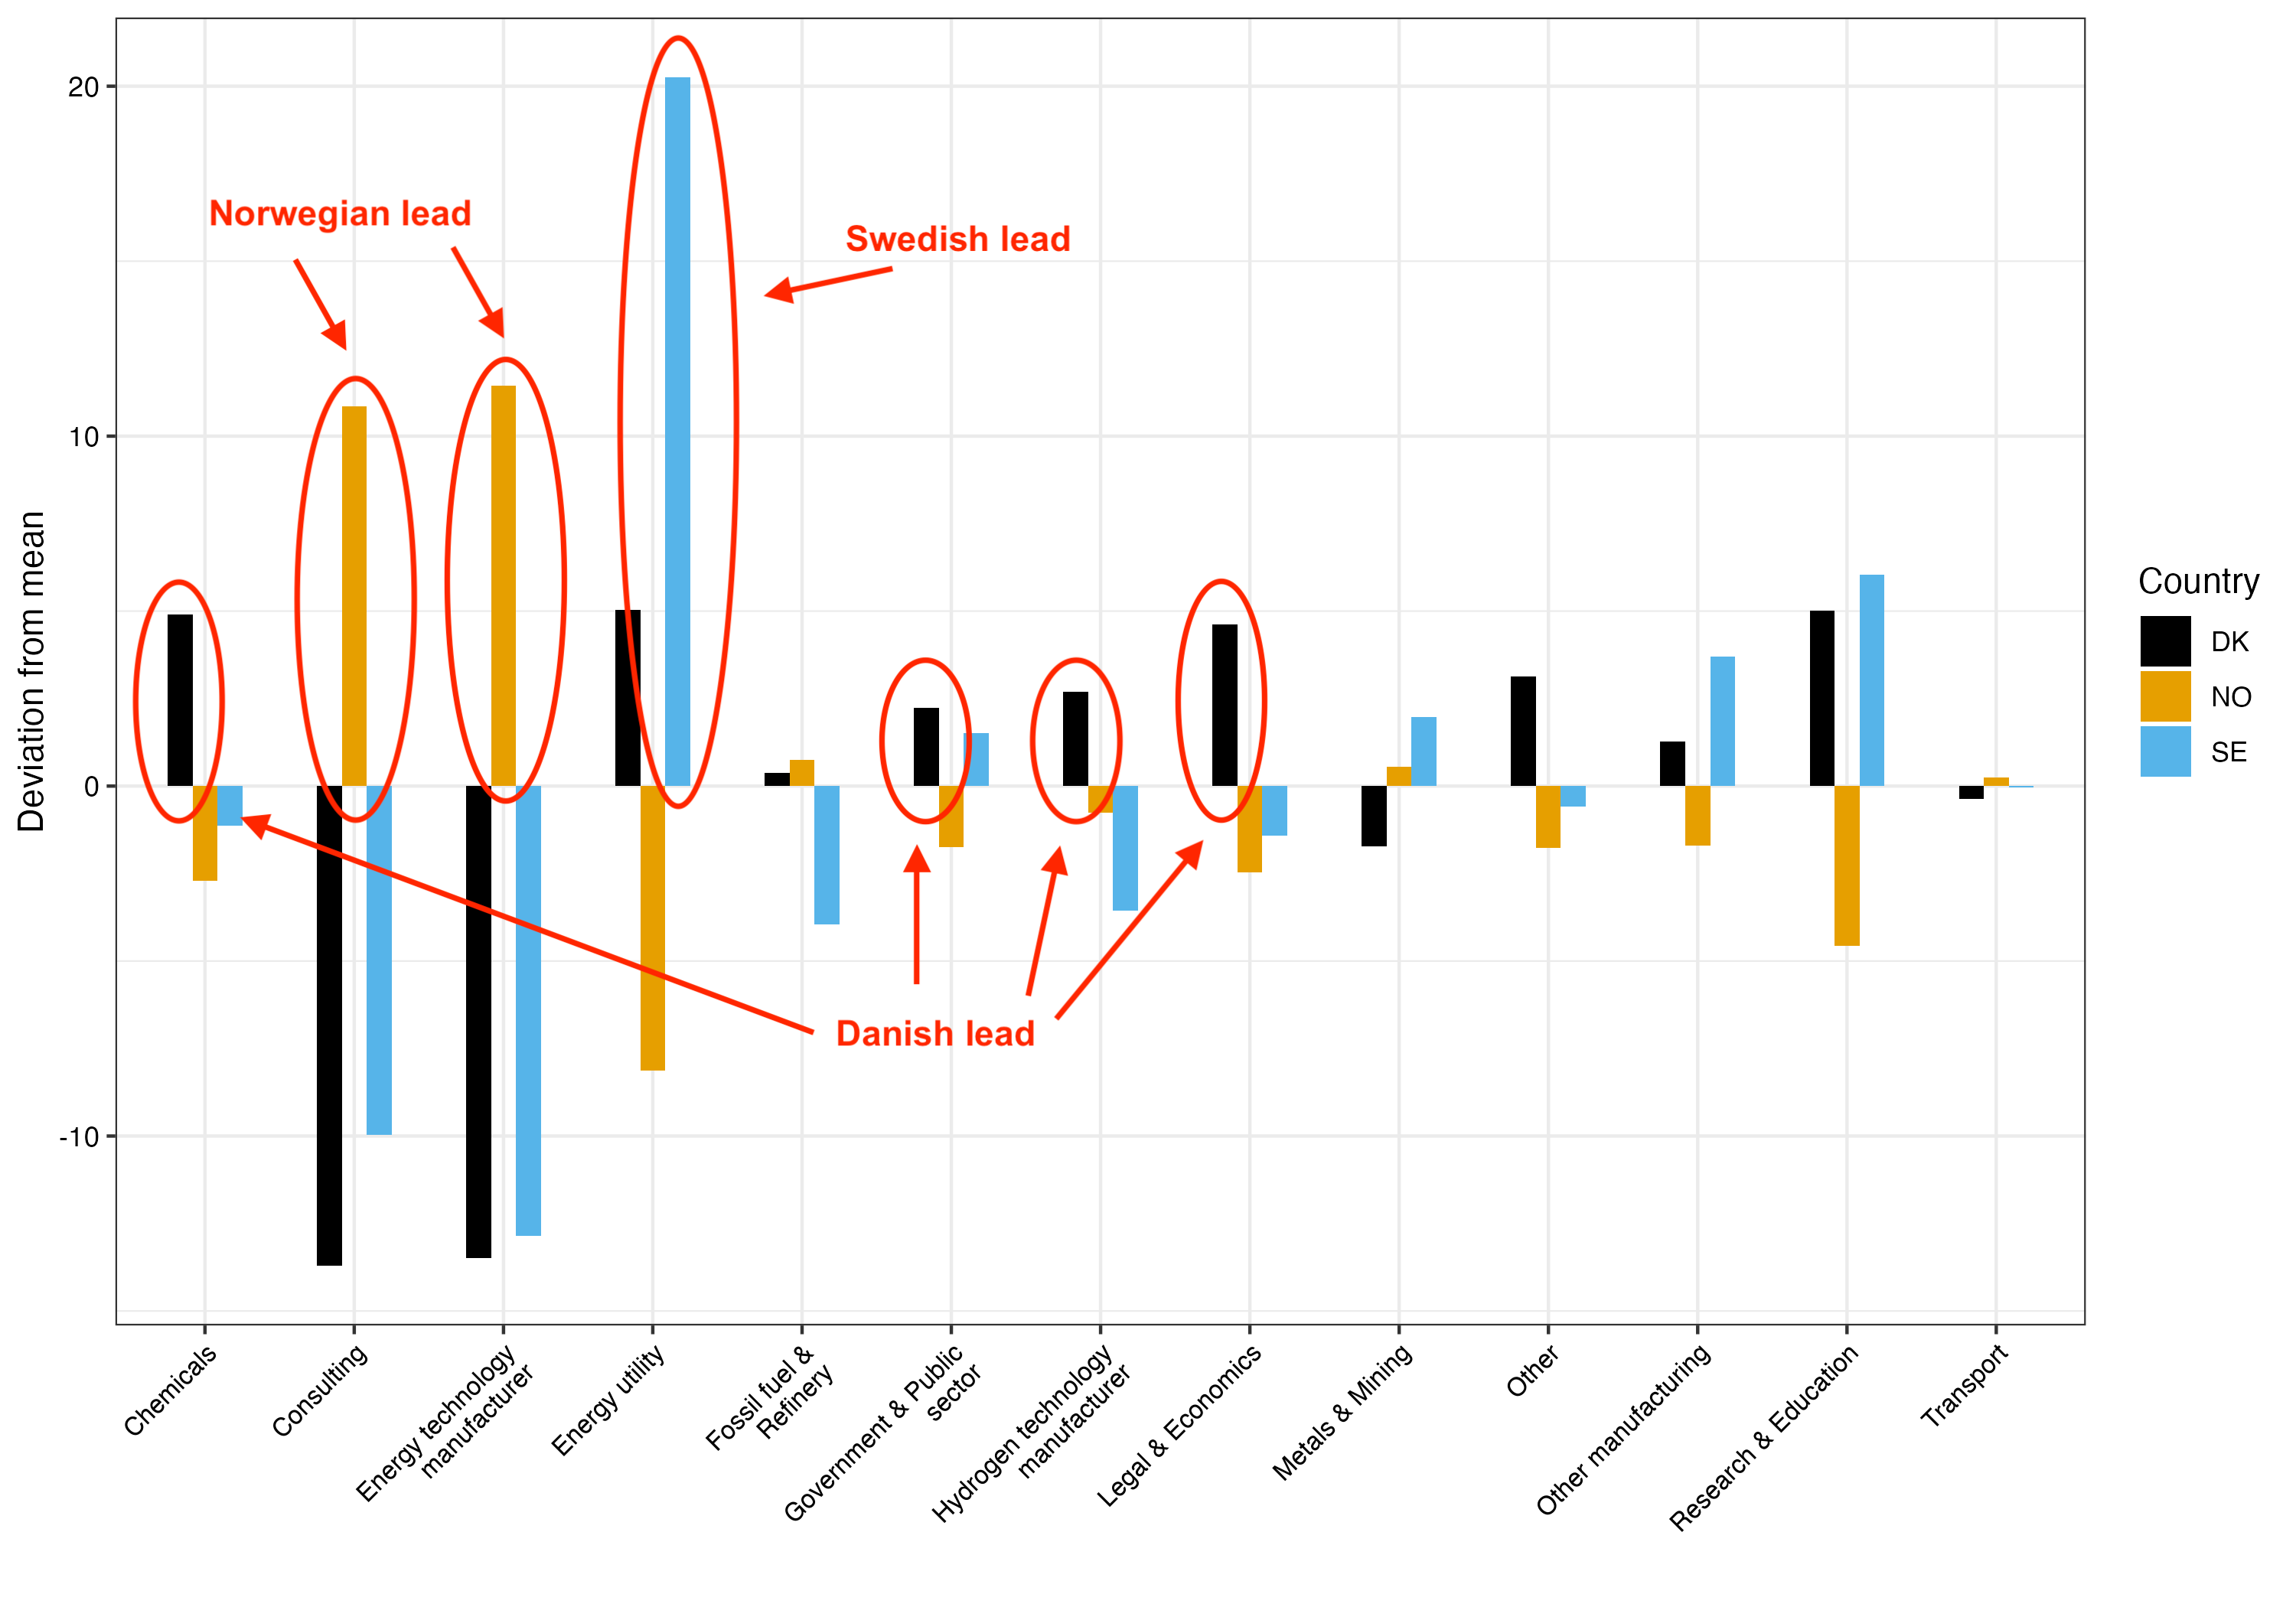 20
10
0
-10
Deviation from mean
Norwegian lead
Swedish lead
Danish lead
Chemicals
Consulting
Energy technology
manufacturer
Energy utility
Fossil fuel &
Refinery
Government & Public
sector
Hydrogen technology
manufacturer
Legal & Economics
Metals & Mining
Other
Other manufacturing
Research & Education
Transport
Country
DK
NO
SE